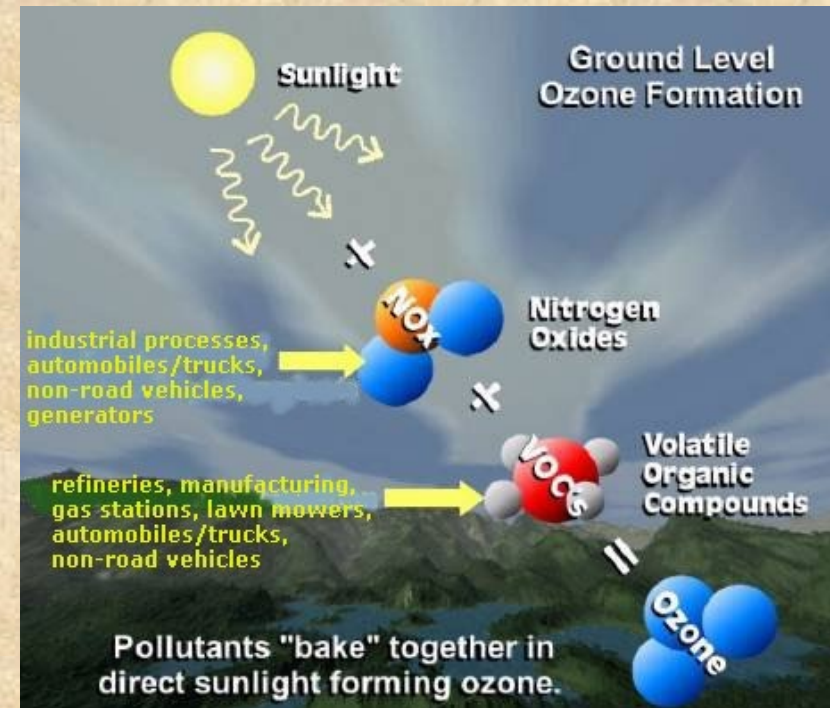 Sunlight
Ground Level
Ozone Formation
+
NOx
Nitrogen
Oxides
industrial processes,
automobiles/trucks,
non-road vehicles,
generators
+
VOC's
Volatile
Organic
Compounds
refineries, manufacturing,
gas stations, lawn mowers,
automobiles/trucks,
non-road vehicles
=
Ozone
Pollutants "bake" together in
direct sunlight forming ozone.